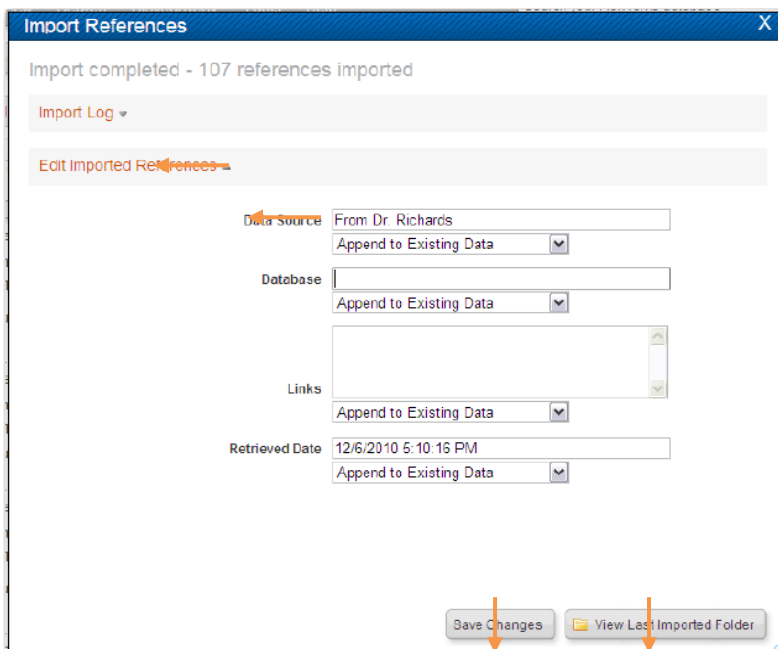 Import References X
Import completed - 107 references imported
Import Log
Edit Imported References
Data Source From Dr. Richards
Append to Existing Data
Database
Append to Existing Data
Links
Append to Existing Data
Retrieved Date 12/6/2010 5:10:16 PM
Append to Existing Data
Save Changes View Last Imported Folder